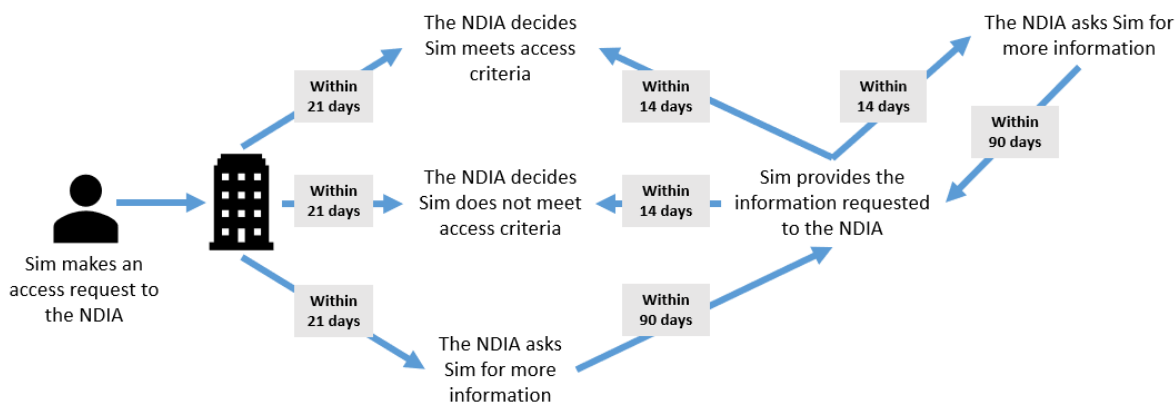 The NDIA decides
Sim meets access
criteria
The NDIA asks Sim for
more information
Within
21 days
Within
14 days
Within
14 days
Within
90 days
Sim makes an
access request to
the NDIA
Within
21 days
The NDIA decides
Sim does not meet
access criteria
Within
14 days
Sim provides the
information requested
to the NDIA
Within
21 days
The NDIA asks
Sim for more
information
Within
90 days